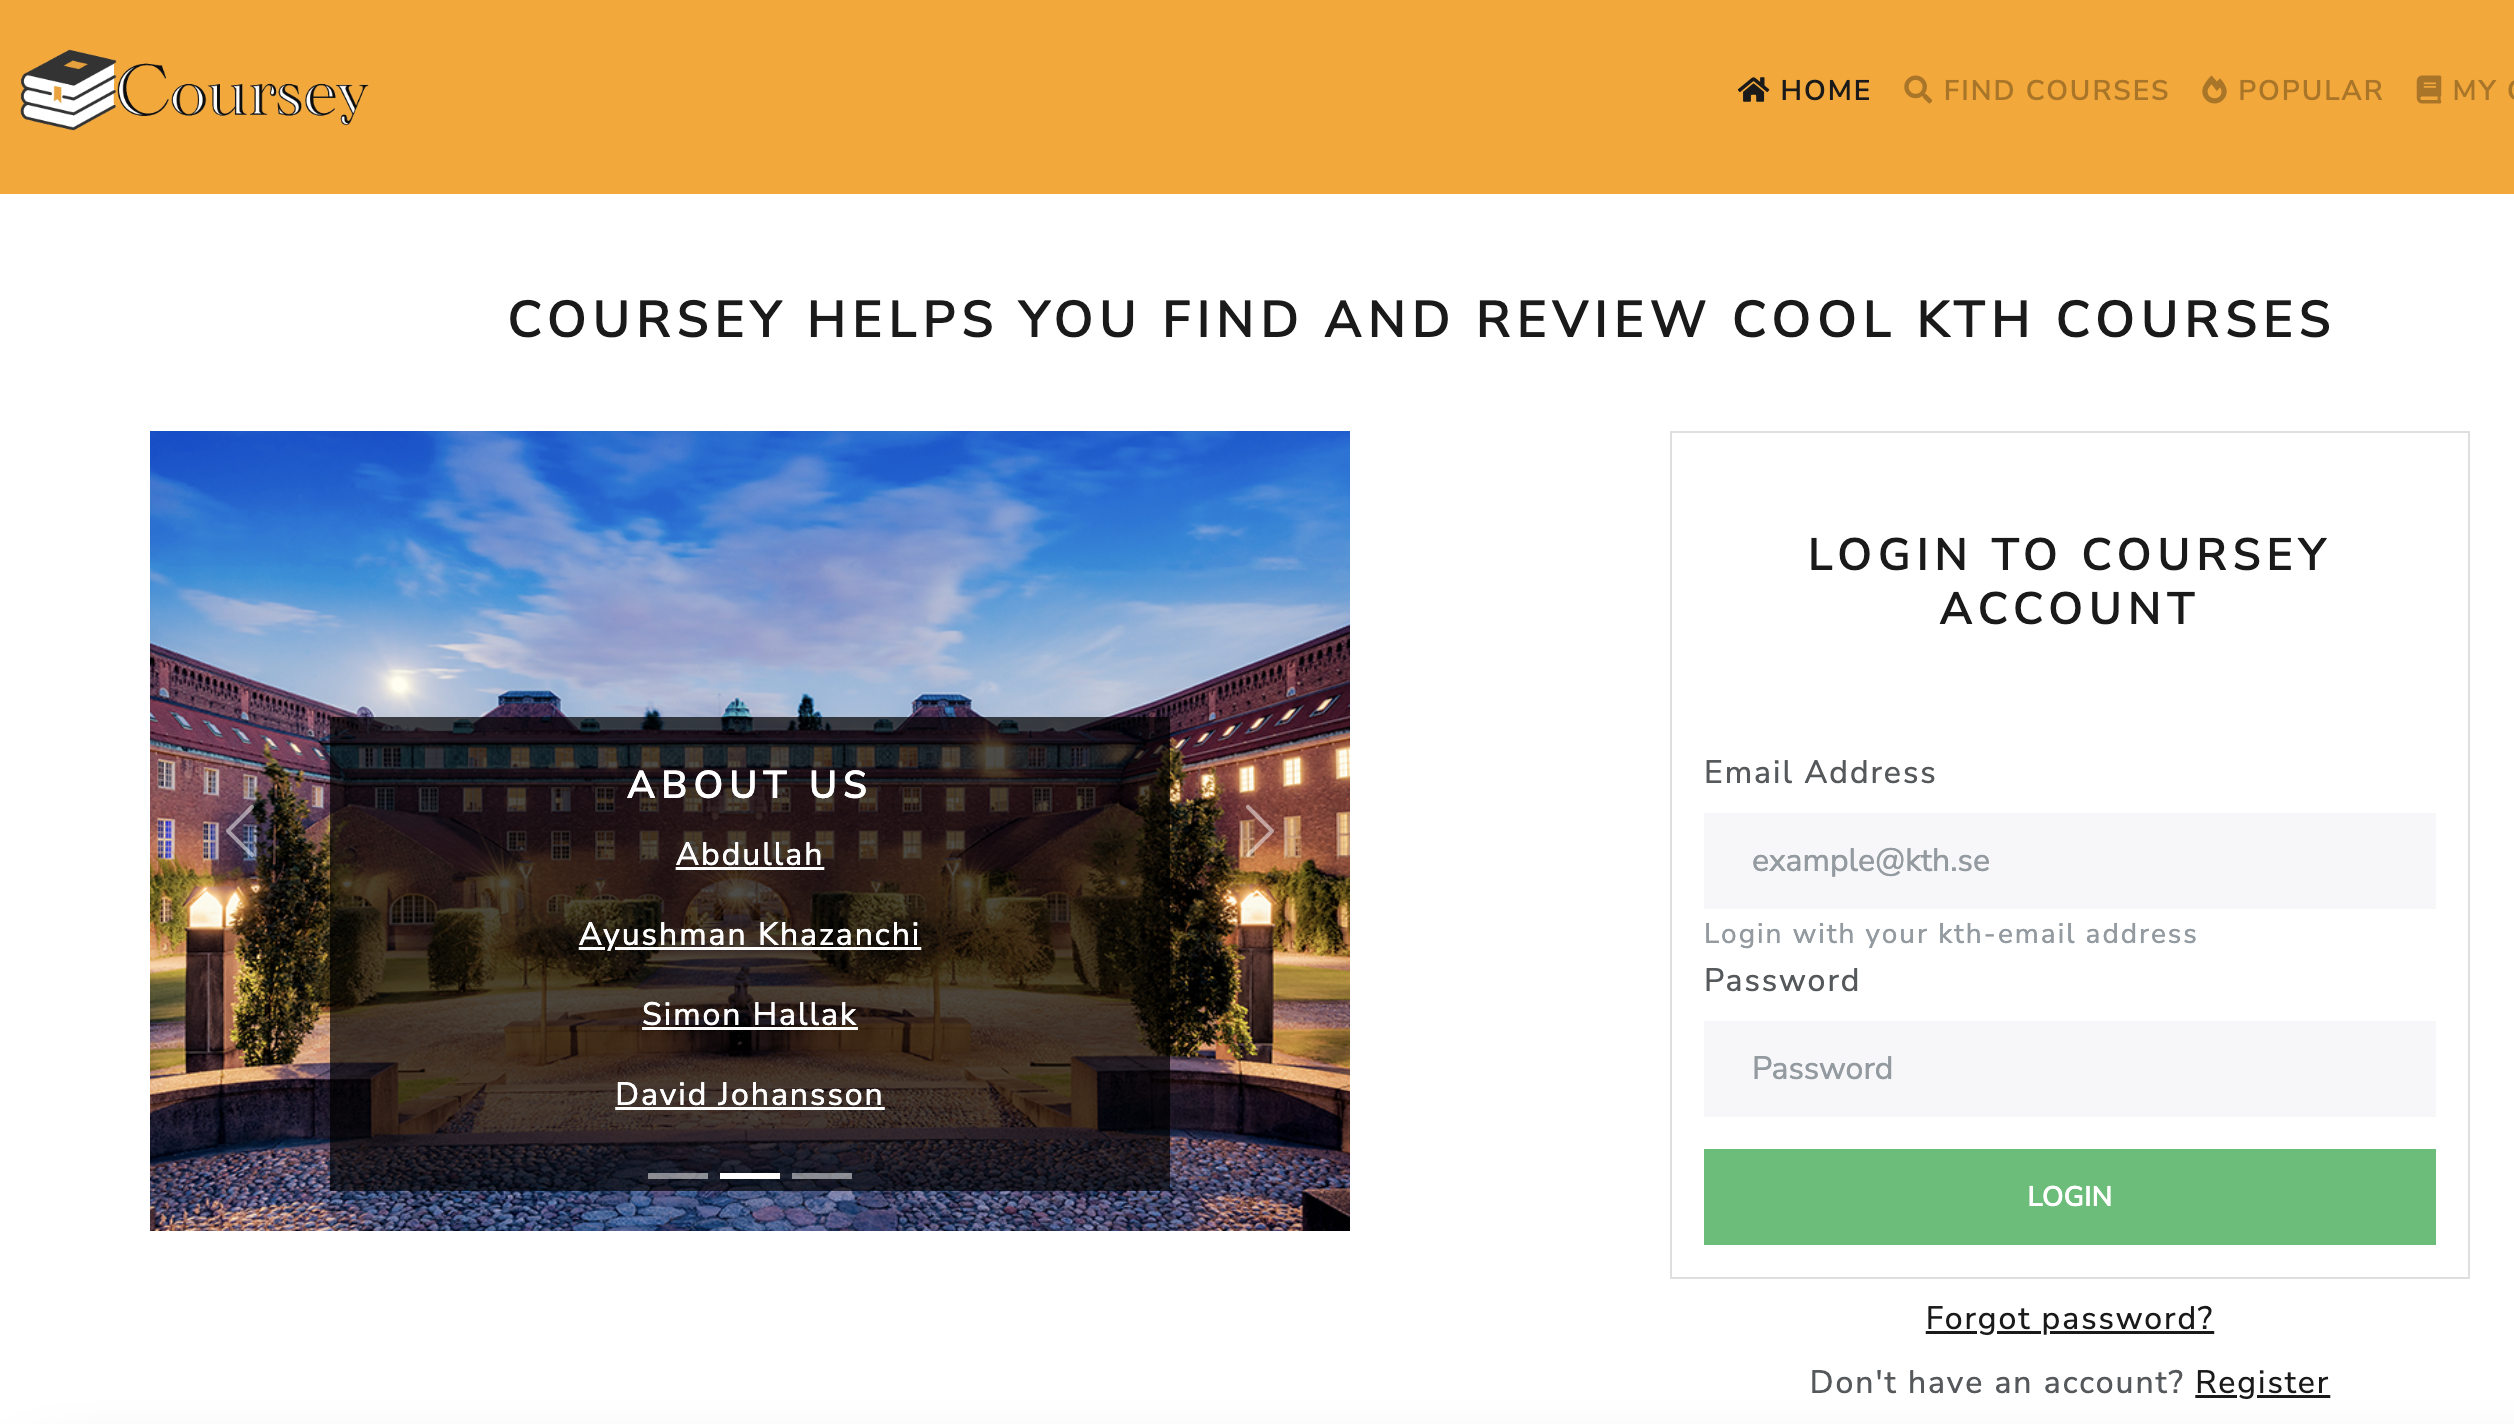 Coursey
HOME FIND COURSES POPULAR MY
COURSEY HELPS YOU FIND AND REVIEW COOL KTH COURSES
ABOUT US
Abdullah
Ayushman Khazanchi
Simon Hallak
David Johansson
LOGIN TO COURSEY
ACCOUNT
Email Address
example@kth.se
Login with your kth-email address
Password
Password
LOGIN
Forgot password?
Don't have an account? Register